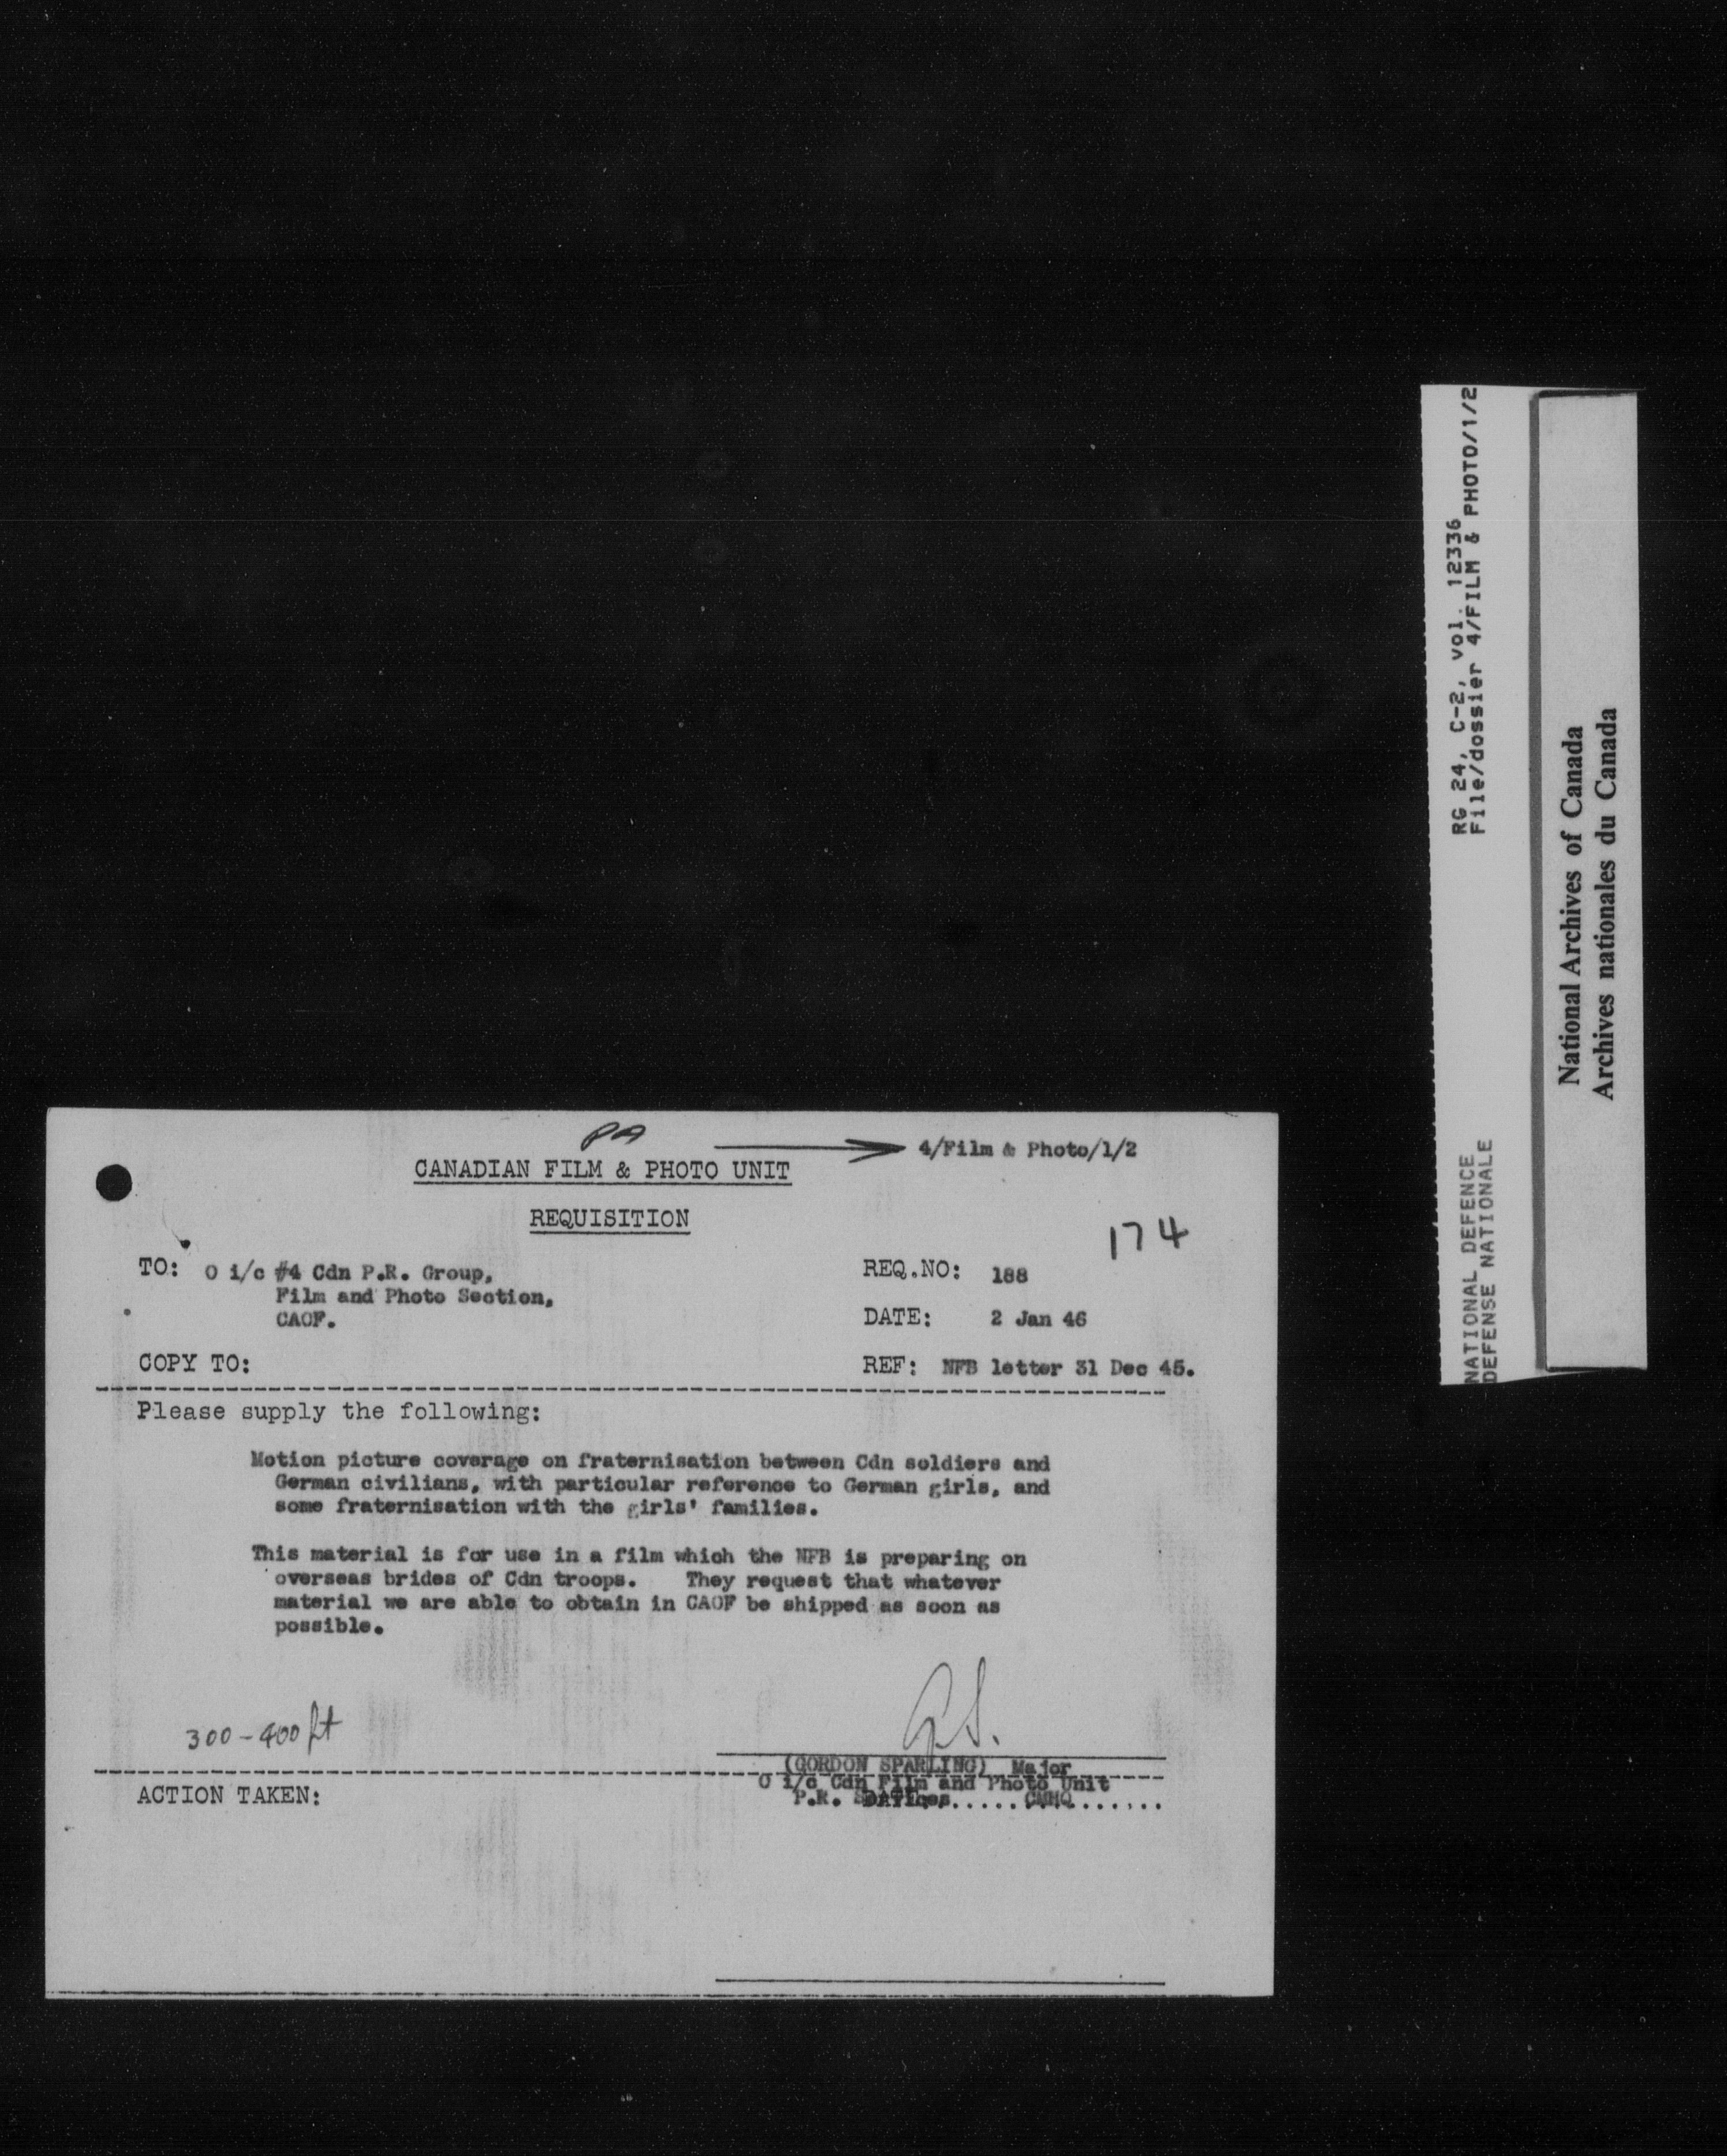 PA
4/Film & Photo/1/2
CANADIAN FILM & PHOTO UNIT
REQUISITION
174
TO: O i/c #4 Cdn P.R. Group,
Film and Photo Section,
CAOF.
REQ.NO: 188
DATE: 2 Jan 46
COPY TO:
REF: NFB letter 31 Dec 45.
Please supply the following:
Motion picture coverage on fraternisation between Cdn soldiers and
German civilians, with particular reference to German girls, and
some fraternisation with the girls' families.
This material is for use in a film which the NFB is preparing on
overseas brides of Cdn troops. They request that whatever
material we are able to obtain in CAOF be shipped as soon as
possible.
G.S.
300-400 ft
(GORDON SPARLING) Major
O i/c Cdn Film and Photo Unit
ACTION TAKEN:
P.R. CMHQ
RG 24, C-2, vol. 12336
File/dossier 4/FILM & PHOTO/1/2
NATIONAL DEFENCE
DEFENSE NATIONALE
National Archives of Canada
Archives nationales du Canada